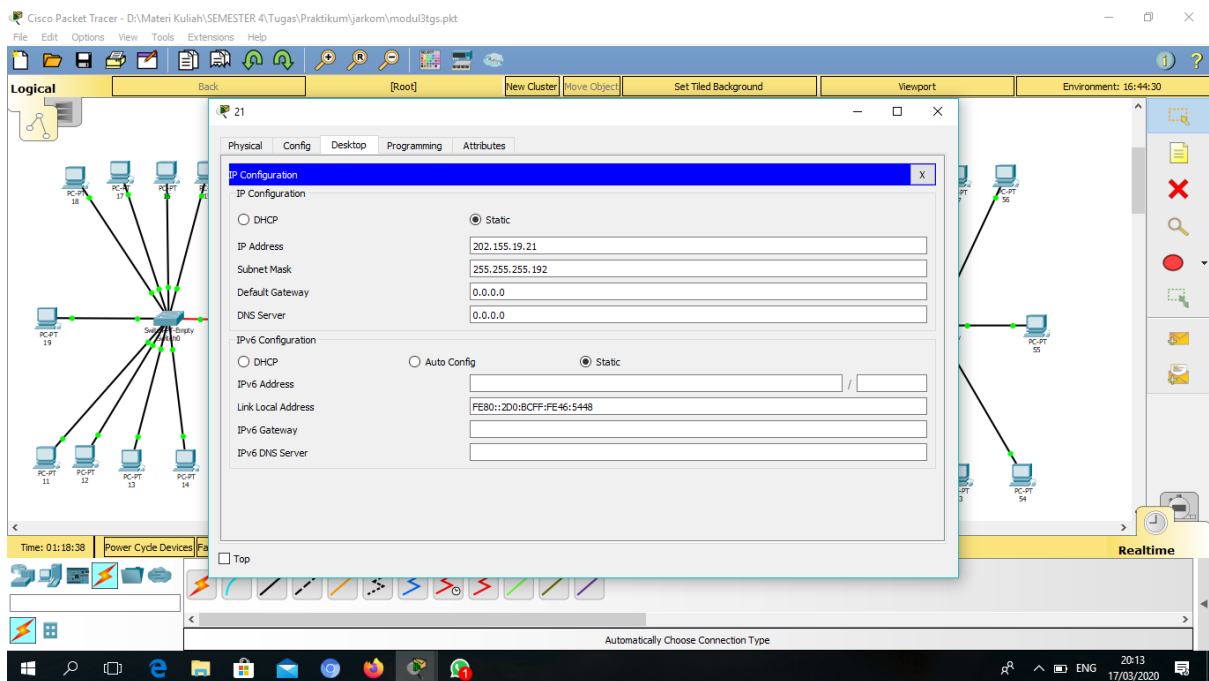 Cisco Packet Tracer - D:\Materi Kuliah\SEMESTER 4\Tugas\Praktikum\jarkom\modul3tgs.pkt
File Edit Options View Tools Extensions Help
Logical Back [Root] New Cluster Move Object Set Tiled Background Viewport Environment: 16:44:30
21
Physical Config Desktop Programming Attributes
IP Configuration X
IP Configuration
DHCP Static
IP Address 202.155.19.21
Subnet Mask 255.255.255.192
Default Gateway 0.0.0.0
DNS Server 0.0.0.0
IPv6 Configuration
DHCP Auto Config Static
IPv6 Address /
Link Local Address FE80::2D0:BCFF:FE46:5448
IPv6 Gateway
IPv6 DNS Server
Top
PC-PT
18
PC-PT
17
PC-PT
PC-PT
56
PC-PT
19
PC-PT
55
PC-PT
11
PC-PT
12
PC-PT
13
PC-PT
14
PC-PT
54
Time: 01:18:38 Power Cycle Devices Realtime
Automatically Choose Connection Type
ENG 20:13
17/03/2020